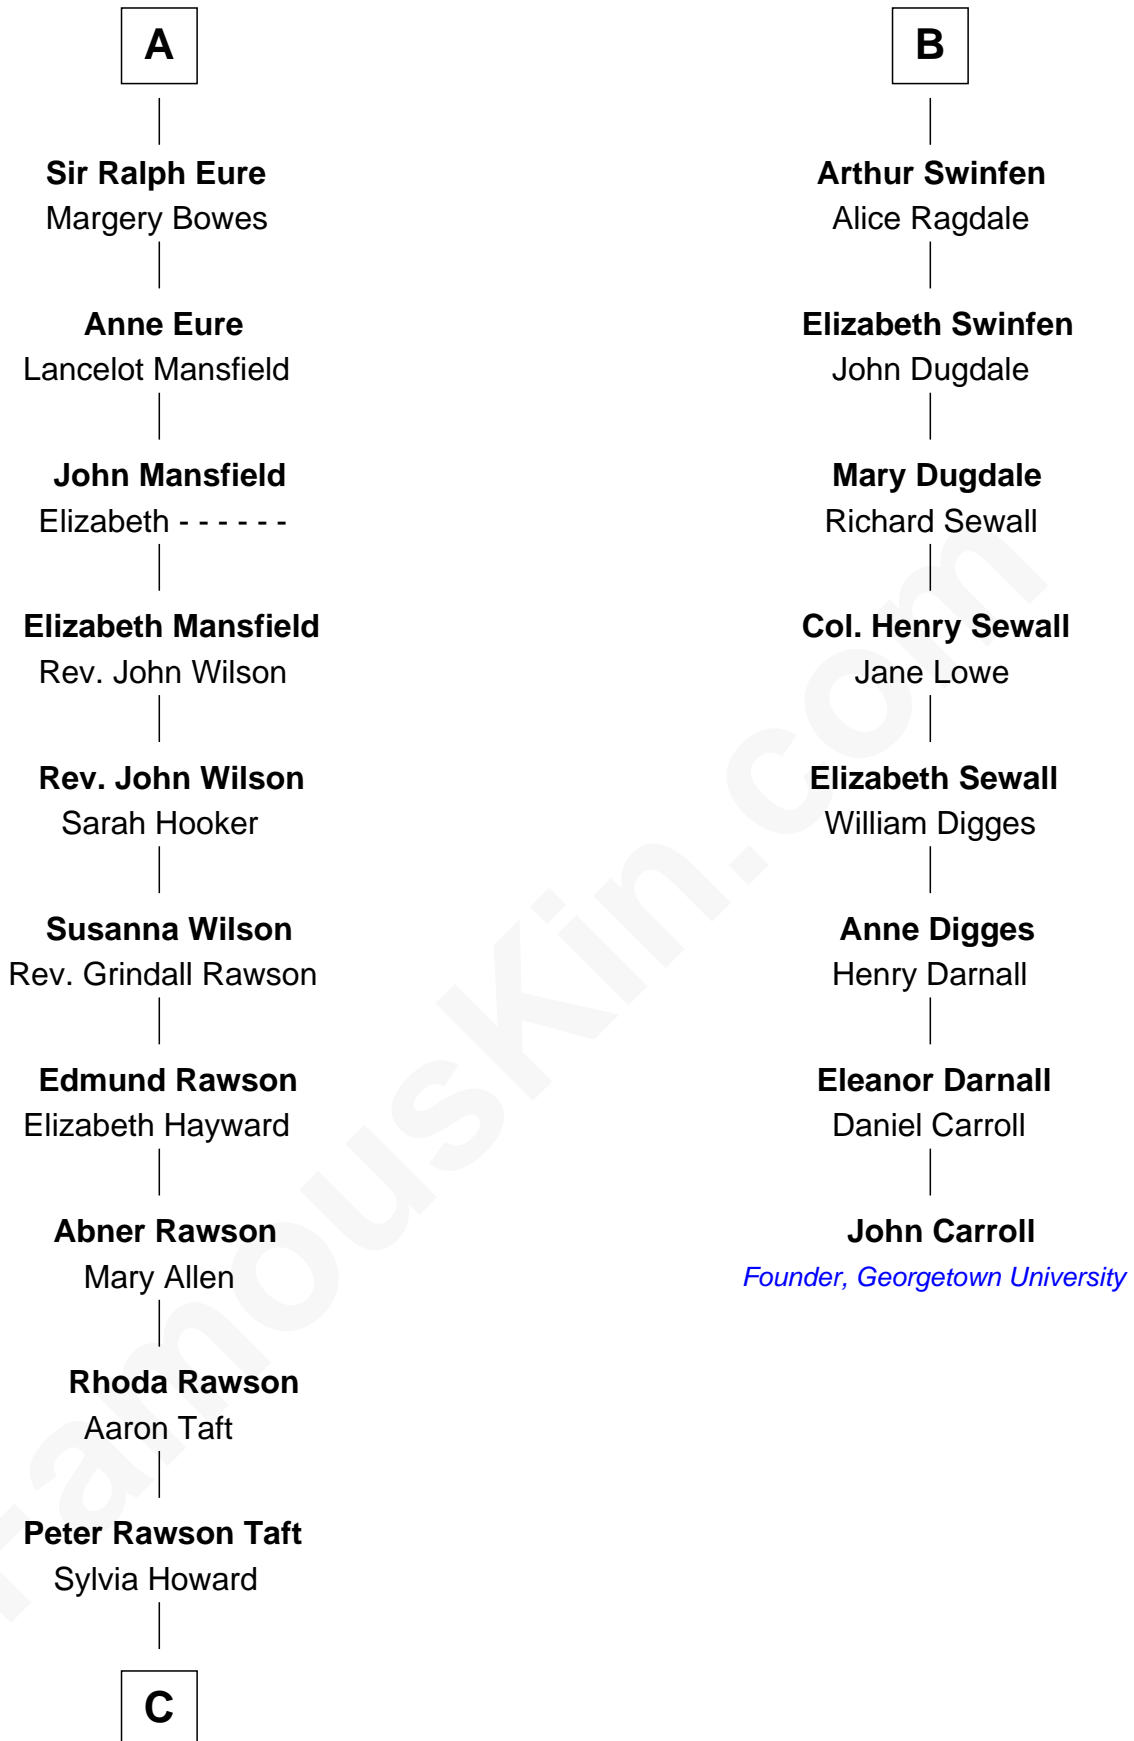 A
Sir Ralph Eure
Margery Bowes
Anne Eure
Lancelot Mansfield
John Mansfield
Elizabeth - - - - - -
Elizabeth Mansfield
Rev. John Wilson
Rev. John Wilson
Sarah Hooker
Susanna Wilson
Rev. Grindall Rawson
Edmund Rawson
Elizabeth Hayward
Abner Rawson
Mary Allen
Rhoda Rawson
Aaron Taft
Peter Rawson Taft
Sylvia Howard
C
B
Arthur Swinfen
Alice Ragdale
Elizabeth Swinfen
John Dugdale
Mary Dugdale
Richard Sewall
Col. Henry Sewall
Jane Lowe
Elizabeth Sewall
William Digges
Anne Digges
Henry Darnall
Eleanor Darnall
Daniel Carroll
John Carroll
Founder, Georgetown University
FamousKin.com